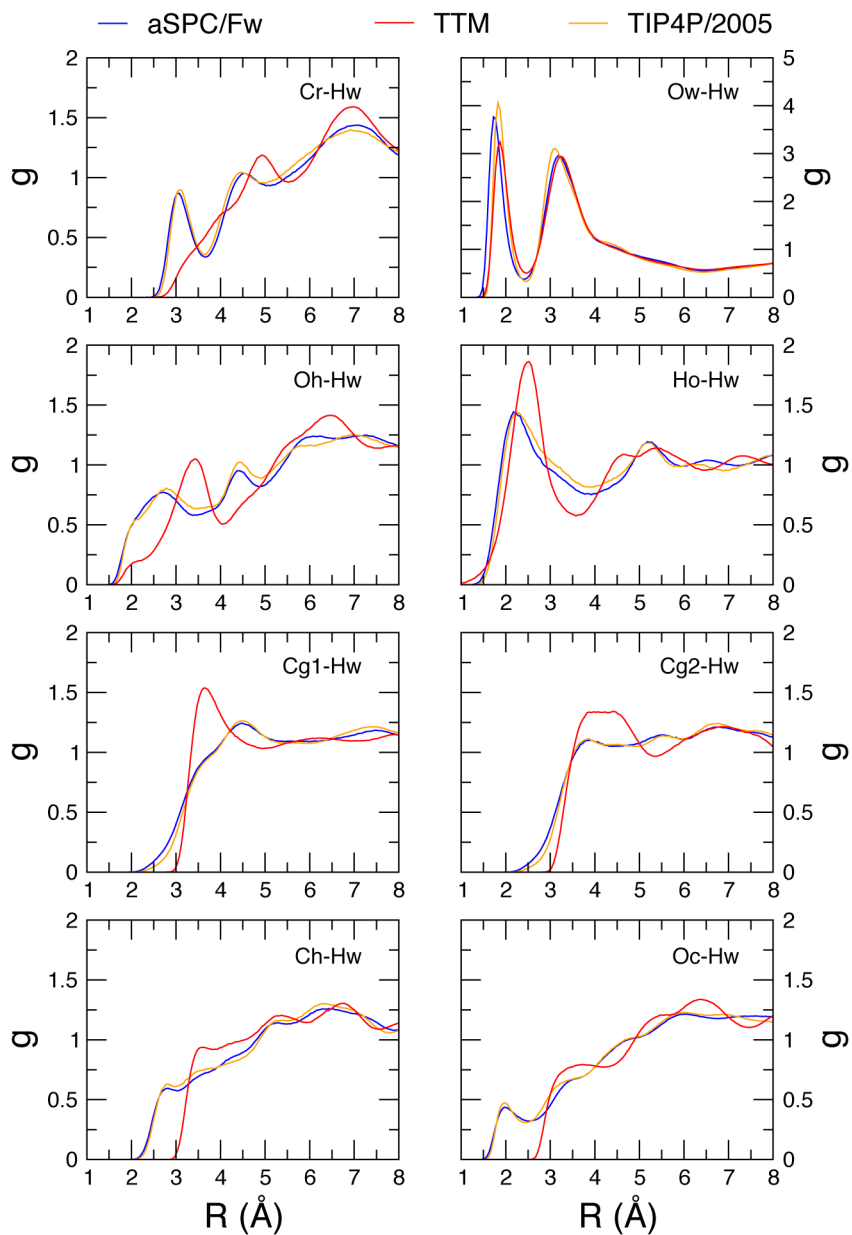 aSPC/Fw TTM TIP4P/2005
2 5
Cr-Hw Ow-Hw
1.5 4
g 1 3 g
2
0.5 1
0 0
1 2 3 4 5 6 7 8 1 2 3 4 5 6 7 8
2 2
Oh-Hw Ho-Hw
1.5 1.5
g 1 1 g
0.5 0.5
0 0
1 2 3 4 5 6 7 8 1 2 3 4 5 6 7 8
2 2
Cg1-Hw Cg2-Hw
1.5 1.5
g 1 1 g
0.5 0.5
0 0
1 2 3 4 5 6 7 8 1 2 3 4 5 6 7 8
2 2
Ch-Hw Oc-Hw
1.5 1.5
g 1 1 g
0.5 0.5
0 0
1 2 3 4 5 6 7 8 1 2 3 4 5 6 7 8
R (Å) R (Å)